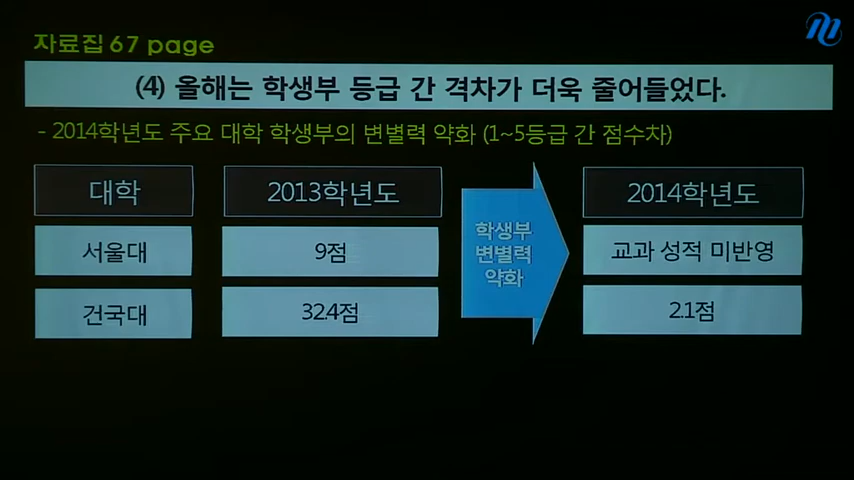 자료집 67 page
(4) 올해는 학생부 등급 간 격차가 더욱 줄어들었다.
- 2014학년도 주요 대학 학생부의 변별력 약화 (1~5등급 간 점수차)
대학
2013학년도
2014학년도
서울대
9점
학생부
변별력
약화
교과 성적 미반영
건국대
32.4점
2.1점